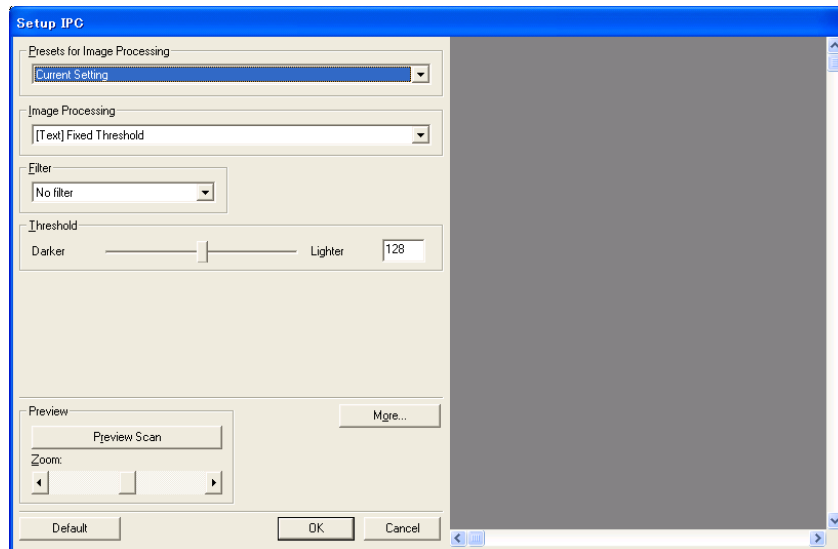 Setup IPC
Presets for Image Processing
Current Setting
Image Processing
[Text] Fixed Threshold
Filter
No filter
Threshold
Darker Lighter 128
Preview
More...
Preview Scan
Zoom:
Default OK Cancel